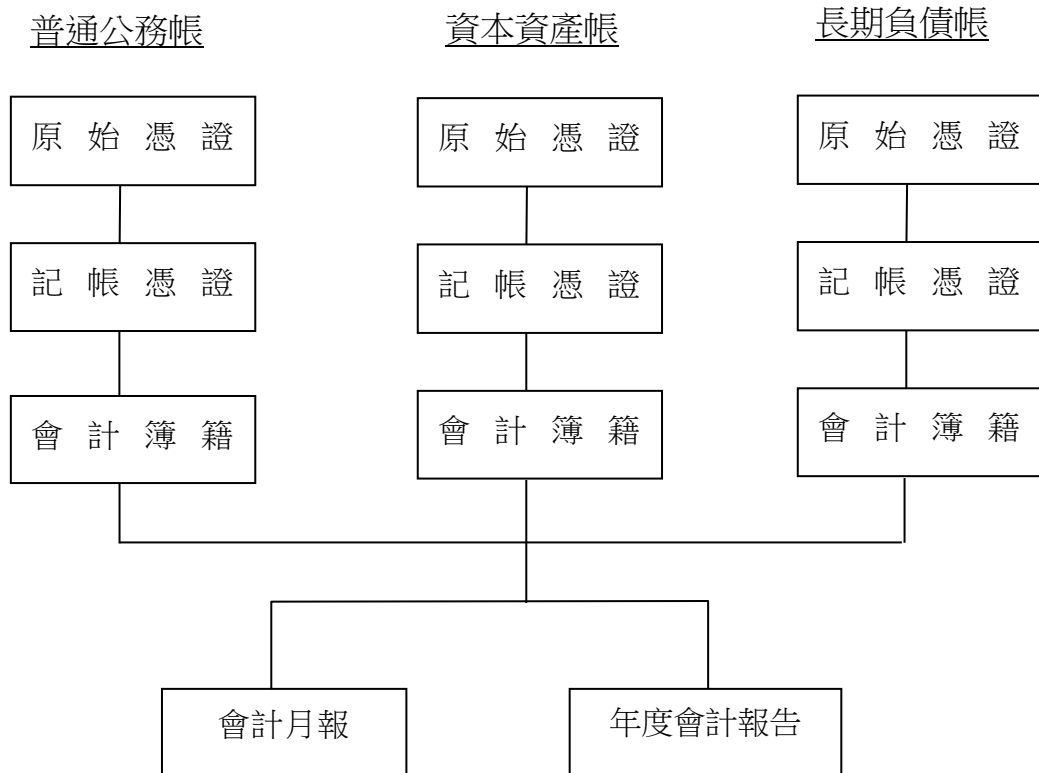 普通公務帳
資本資產帳
長期負債帳
原始憑證
原始憑證
原始憑證
記帳憑證
記帳憑證
記帳憑證
會計簿籍
會計簿籍
會計簿籍
會計月報
年度會計報告